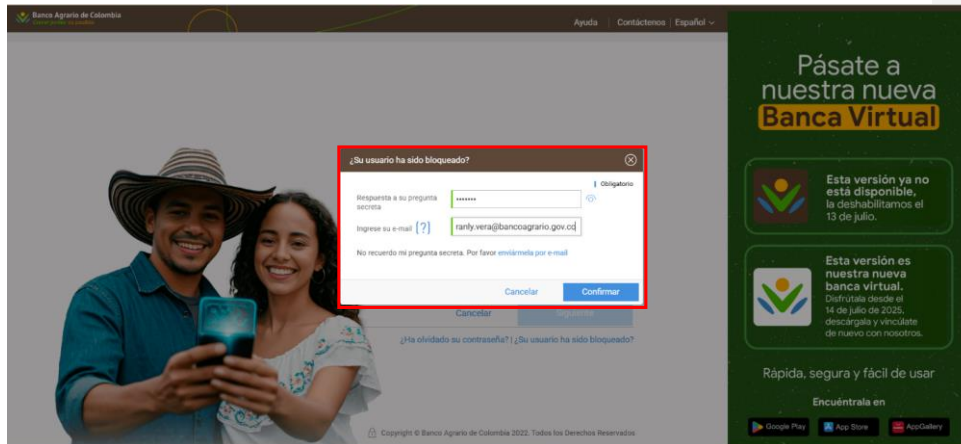 Banco Agrario de Colombia
Ayuda | Contáctenos | Español
¿Su usuario ha sido bloqueado?
Obligatorio
Respuesta a su pregunta
secreta
•••••••
Ingrese su e-mail [?]
ranly.vera@bancoagrario.gov.co
No recuerdo mi pregunta secreta. Por favor enviármela por e-mail
Cancelar
Confirmar
Cancelar
Siguiente
¿Ha olvidado su contraseña? | ¿Su usuario ha sido bloqueado?
Copyright © Banco Agrario de Colombia 2022. Todos los Derechos Reservados
Pásate a
nuestra nueva
Banca Virtual
Esta versión ya no
está disponible,
la deshabilitamos el
13 de julio.
Esta versión es
nuestra nueva
banca virtual.
Disfrútala desde el
14 de julio de 2025,
descárgala y vincúlate
de nuevo con nosotros.
Rápida, segura y fácil de usar
Encuéntrala en
Google Play
App Store
AppGallery